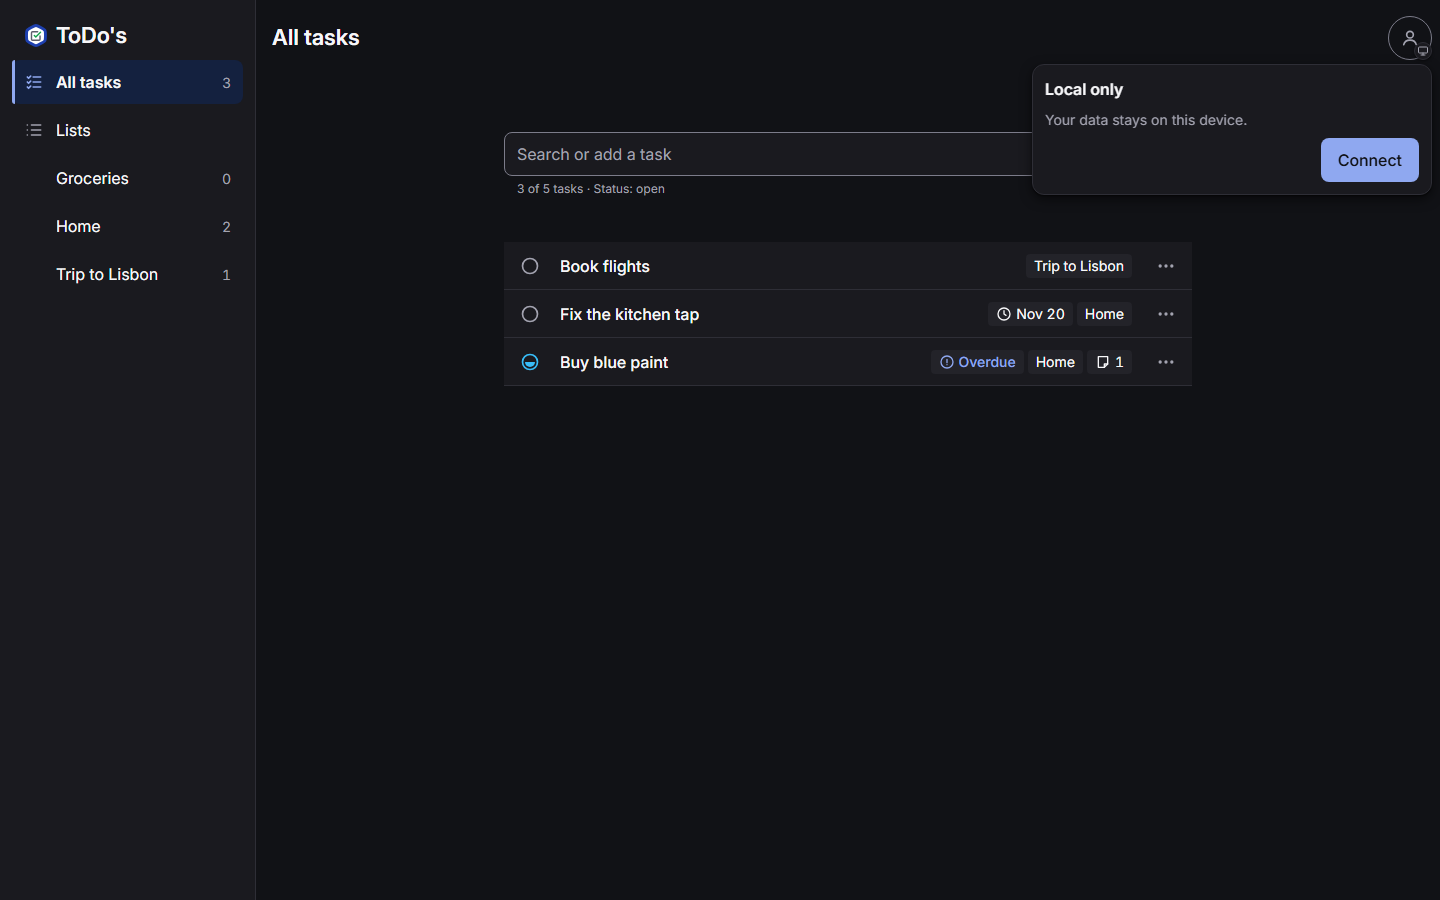 ToDo's
All tasks 3
Lists
Groceries 0
Home 2
Trip to Lisbon 1
All tasks
Local only
Your data stays on this device.
Connect
Search or add a task
3 of 5 tasks · Status: open
Book flights Trip to Lisbon
Fix the kitchen tap Nov 20 Home
Buy blue paint Overdue Home 1